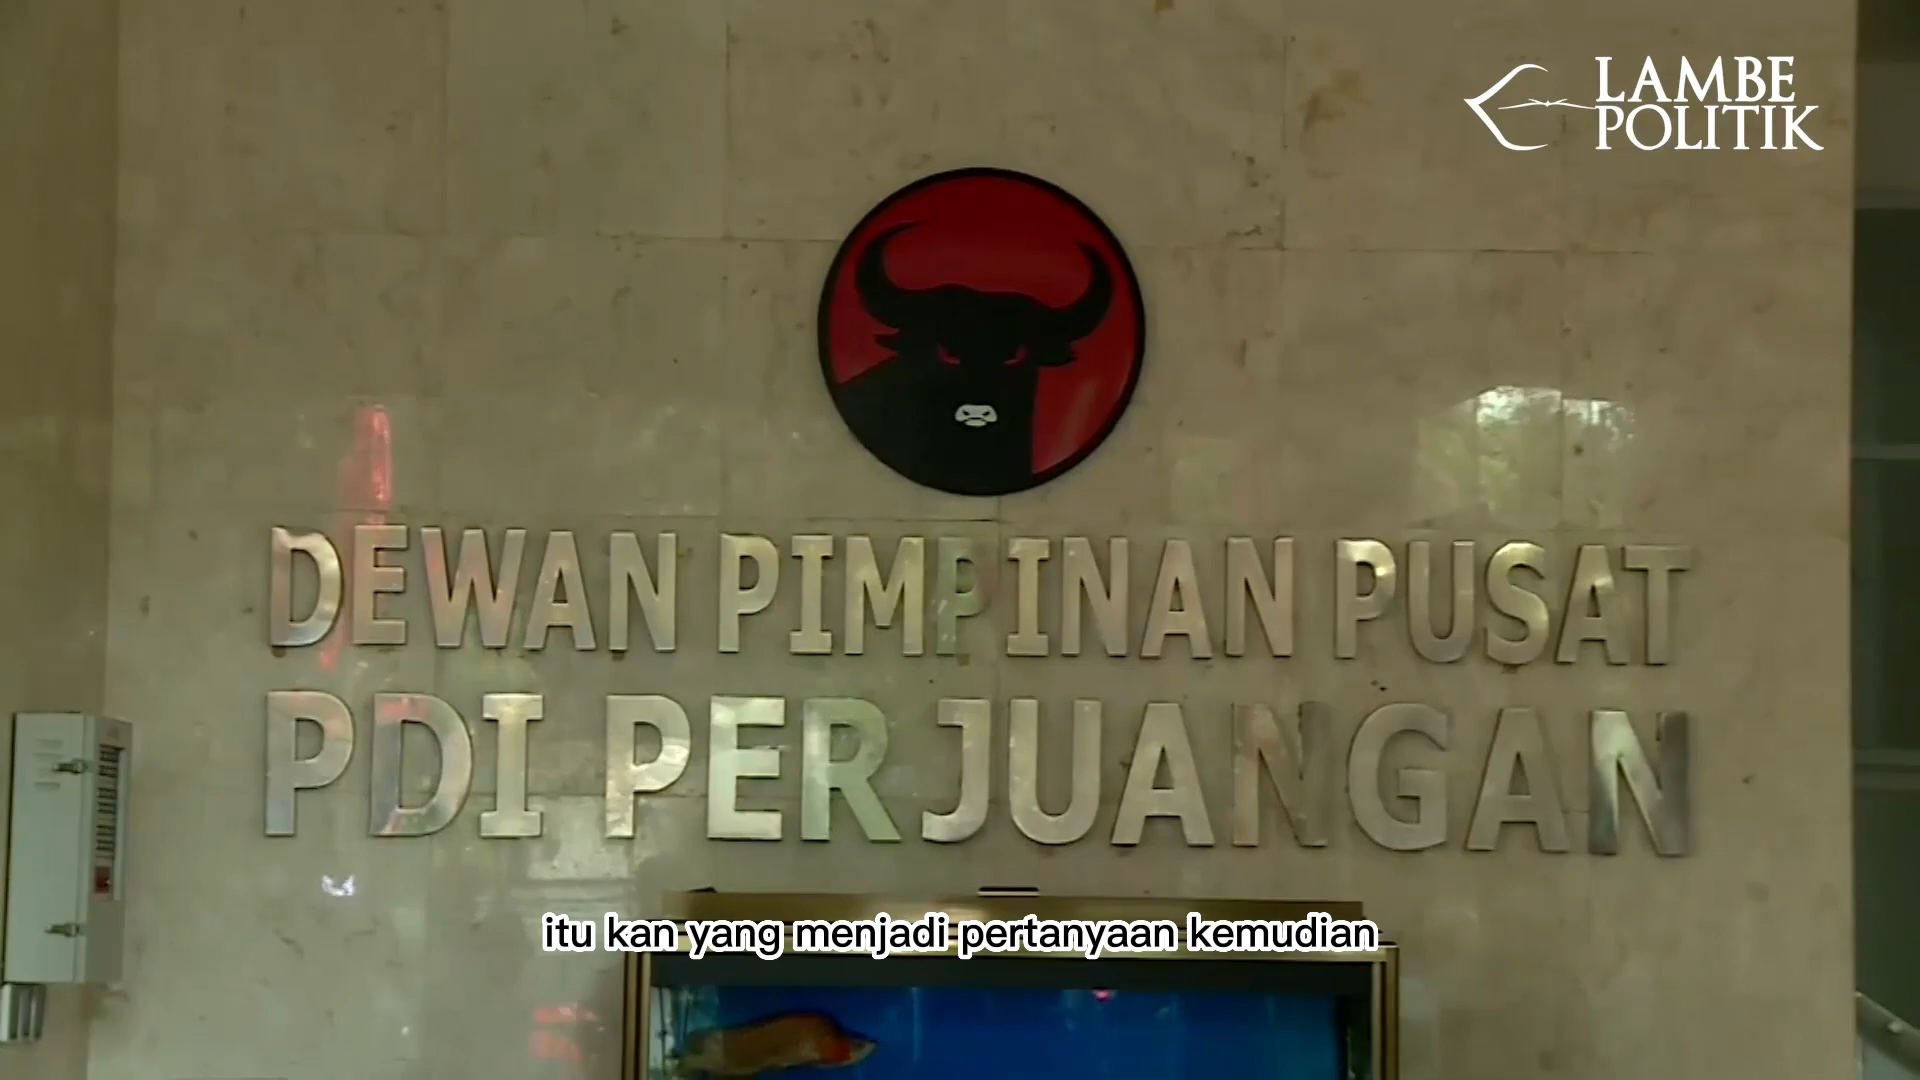 LAMBE
POLITIK
DEWAN PIMPINAN PUSAT
PDI PERJUANGAN
itu kan yang menjadi pertanyaan kemudian